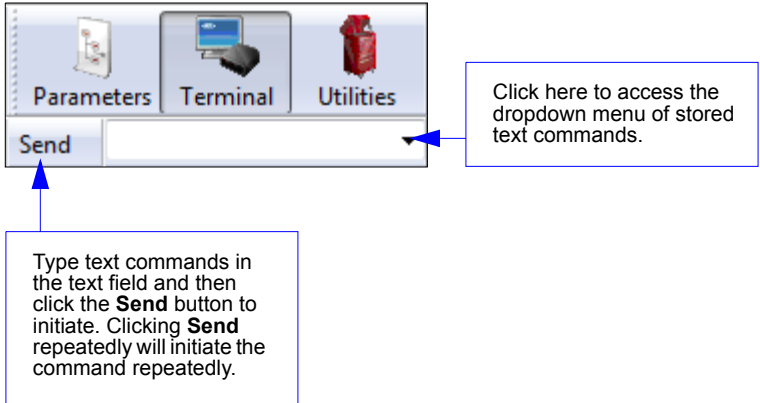 Parameters Terminal Utilities
Send
Click here to access the
dropdown menu of stored
text commands.
Type text commands in
the text field and then
click the Send button to
initiate. Clicking Send
repeatedly will initiate the
command repeatedly.